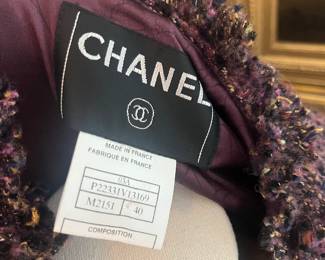 CHANEL
MADE IN FRANCE
FABRIQUE EN FRANCE
03A
P22331V13169
M2151 40
COMPOSITION